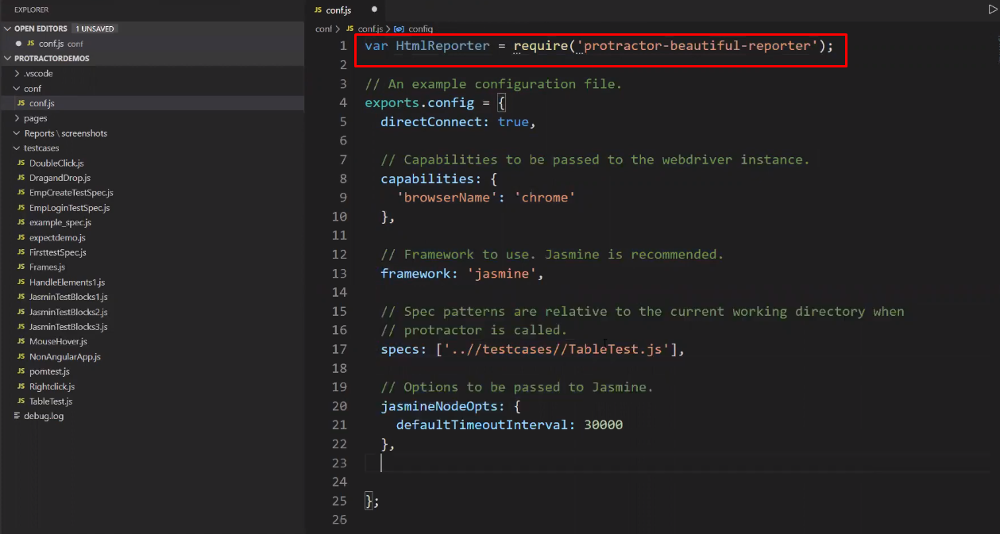 EXPLORER
OPEN EDITORS 1 UNSAVED
JS conf.js conf
PROTRACTORDEMOS
.vscode
conf
JS conf.js
pages
Reports \ screenshots
testcases
JS DoubleClick.js
JS DragandDrop.js
JS EmpCreateTestSpec.js
JS EmpLoginTestSpec.js
JS example_spec.js
JS expectdemo.js
JS FirsttestSpec.js
JS Frames.js
JS HandleElements1.js
JS JasminTestBlocks1.js
JS JasminTestBlocks2.js
JS JasminTestBlocks3.js
JS MouseHover.js
JS NonAngularApp.js
JS pomtest.js
JS Rightclick.js
JS TableTest.js
debug.log
JS conf.js
conf > JS conf.js > config
1 var HtmlReporter = require('protractor-beautiful-reporter');
2
3 // An example configuration file.
4 exports.config = {
5 directConnect: true,
6
7 // Capabilities to be passed to the webdriver instance.
8 capabilities: {
9 'browserName': 'chrome'
10 },
11
12 // Framework to use. Jasmine is recommended.
13 framework: 'jasmine',
14
15 // Spec patterns are relative to the current working directory when
16 // protractor is called.
17 specs: ['..//testcases//TableTest.js'],
18
19 // Options to be passed to Jasmine.
20 jasmineNodeOpts: {
21 defaultTimeoutInterval: 30000
22 },
23
24
25 };
26